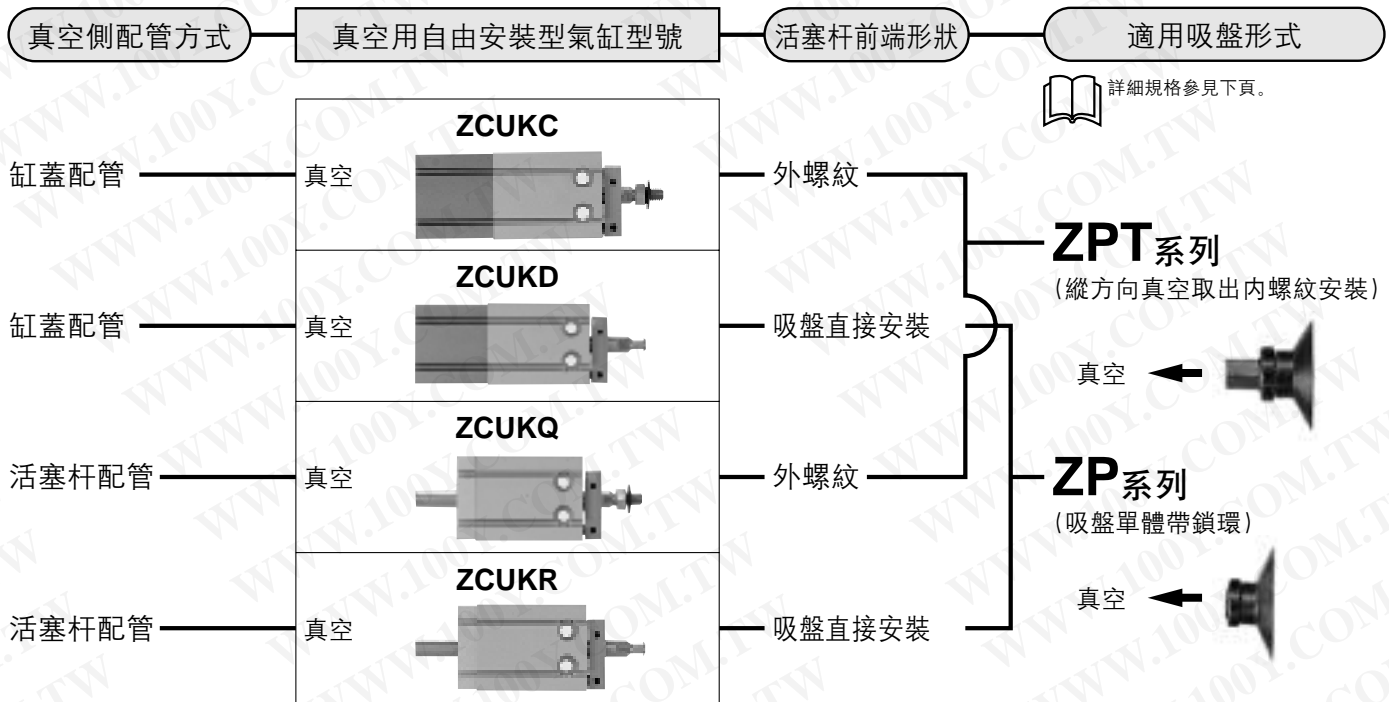 真空側配管方式
真空用自由安裝型氣缸型號
活塞杆前端形狀
適用吸盤形式
詳細規格參見下頁。
缸蓋配管
真空
ZCUKC
外螺紋
缸蓋配管
真空
ZCUKD
吸盤直接安裝
活塞杆配管
真空
ZCUKQ
外螺紋
活塞杆配管
真空
ZCUKR
吸盤直接安裝
ZPT系列
(縱方向真空取出内螺紋安裝)
真空
ZP系列
(吸盤單體帶鎖環)
真空
WWW.100Y.COM.TW